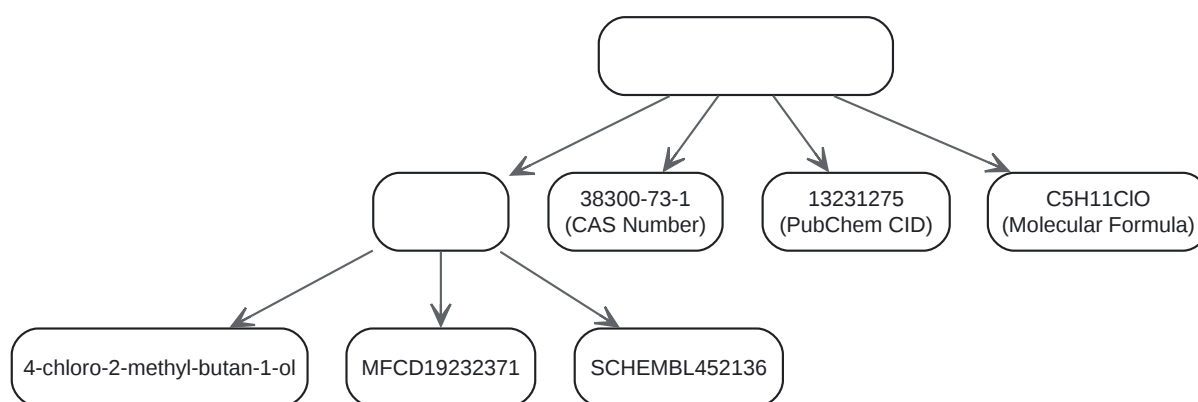 38300-73-1
(CAS Number)
13231275
(PubChem CID)
C5H11ClO
(Molecular Formula)
4-chloro-2-methyl-butan-1-ol
MFCD19232371
SCHEMBL452136